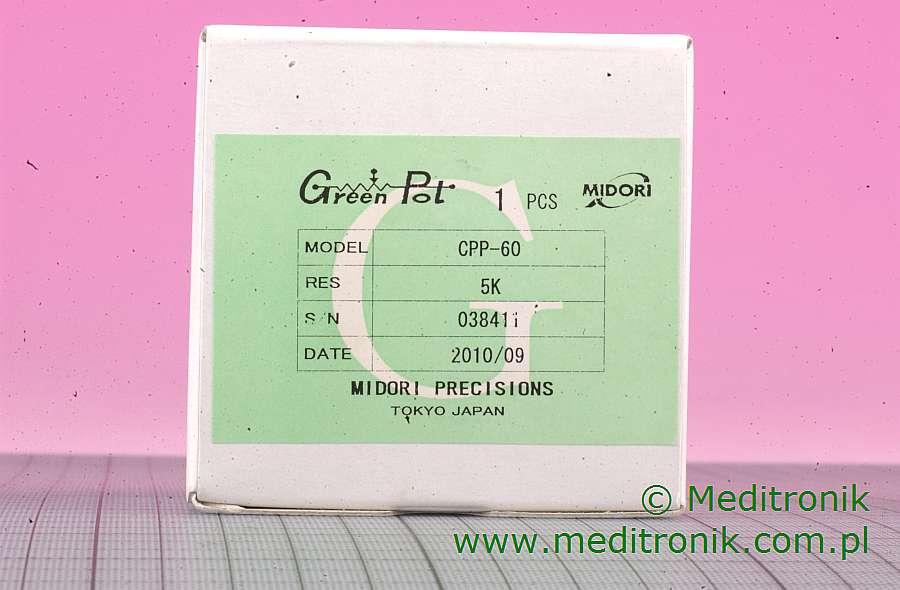 Green Pot 1 PCS MIDORI
MODEL CPP-60
RES 5K
S/N 038411
DATE 2010/09
MIDORI PRECISIONS
TOKYO JAPAN
© Meditronik
www.meditronik.com.pl